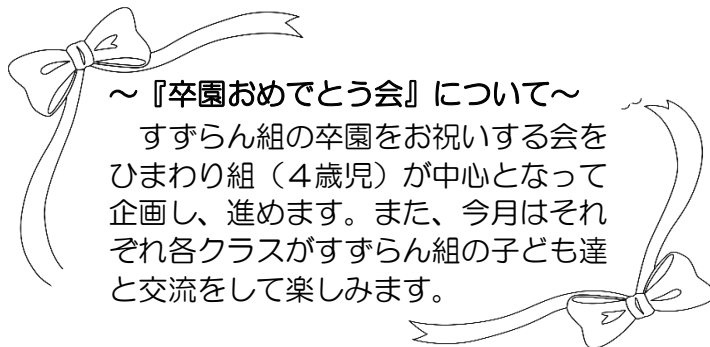 ～『卒園おめでとう会』について～
　すずらん組の卒園をお祝いする会を
ひまわり組（４歳児）が中心となって
企画し、進めます。また、今月はそれ
ぞれ各クラスがすずらん組の子ども達
と交流をして楽しみます。